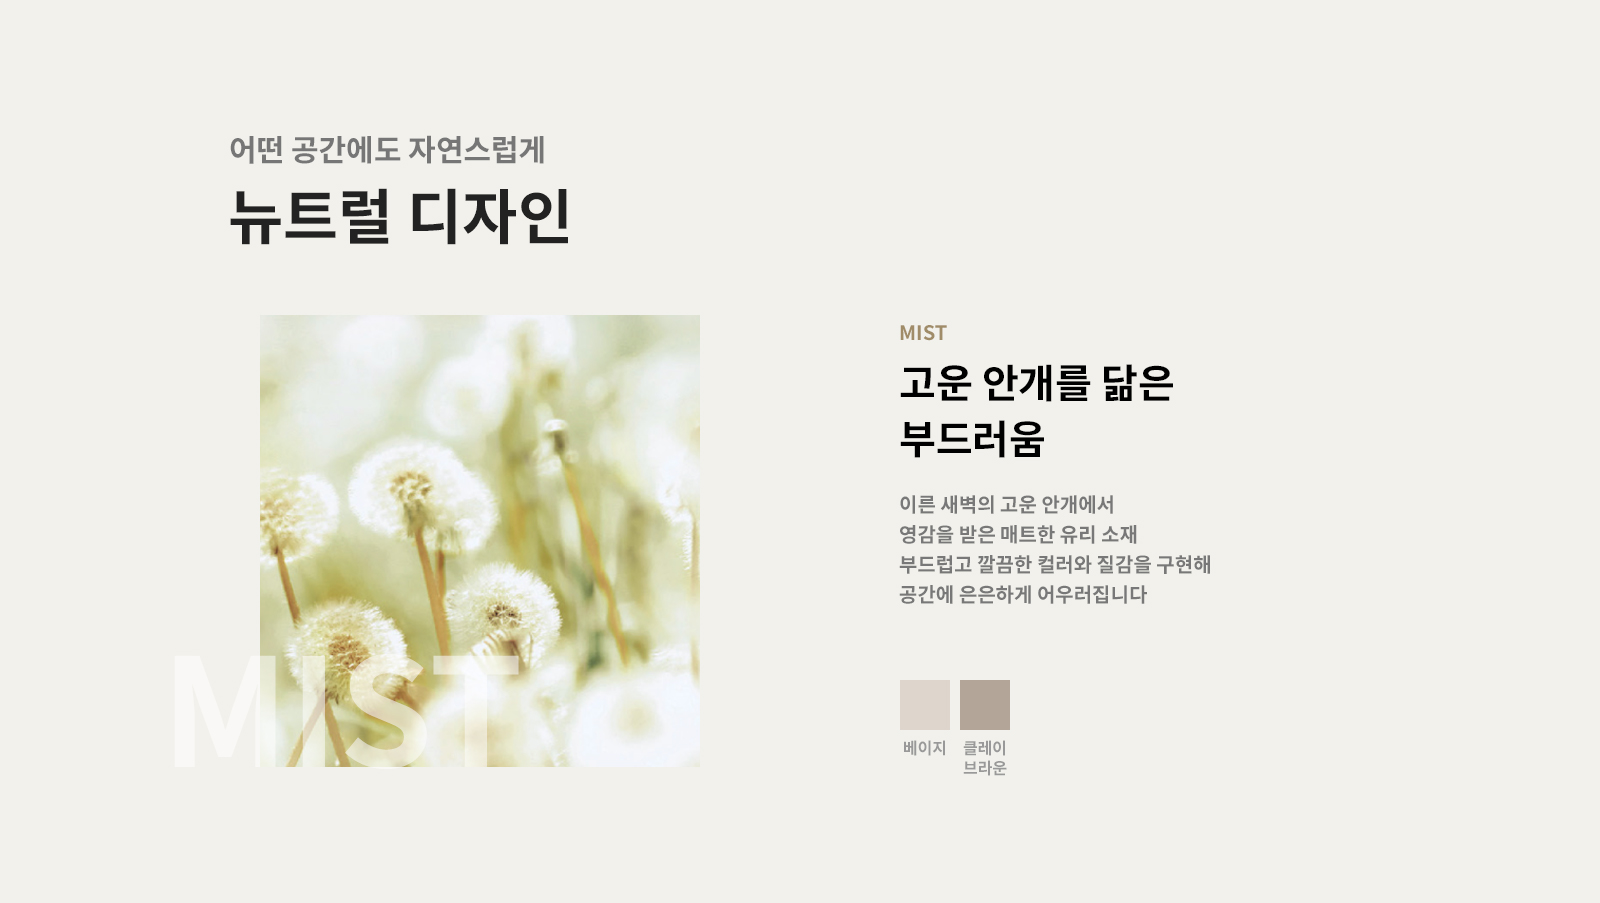 어떤 공간에도 자연스럽게
뉴트럴 디자인
MIST
MIST
고운 안개를 닮은
부드러움
이른 새벽의 고운 안개에서
영감을 받은 매트한 유리 소재
부드럽고 깔끔한 컬러와 질감을 구현해
공간에 은은하게 어우러집니다
베이지
클레이
브라운